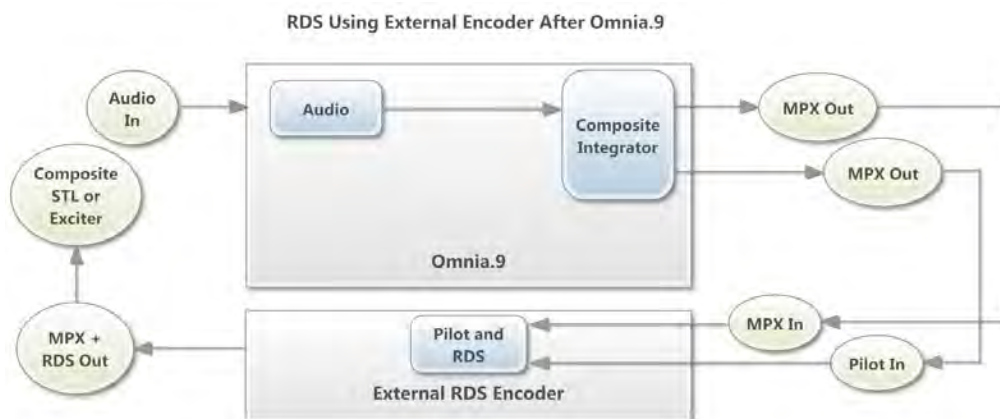 RDS Using External Encoder After Omnia.9
Audio
In
Audio
Composite
Integrator
MPX Out
MPX Out
Composite
STL or
Exciter
Omnia.9
MPX +
RDS Out
Pilot and
RDS
MPX In
Pilot In
External RDS Encoder